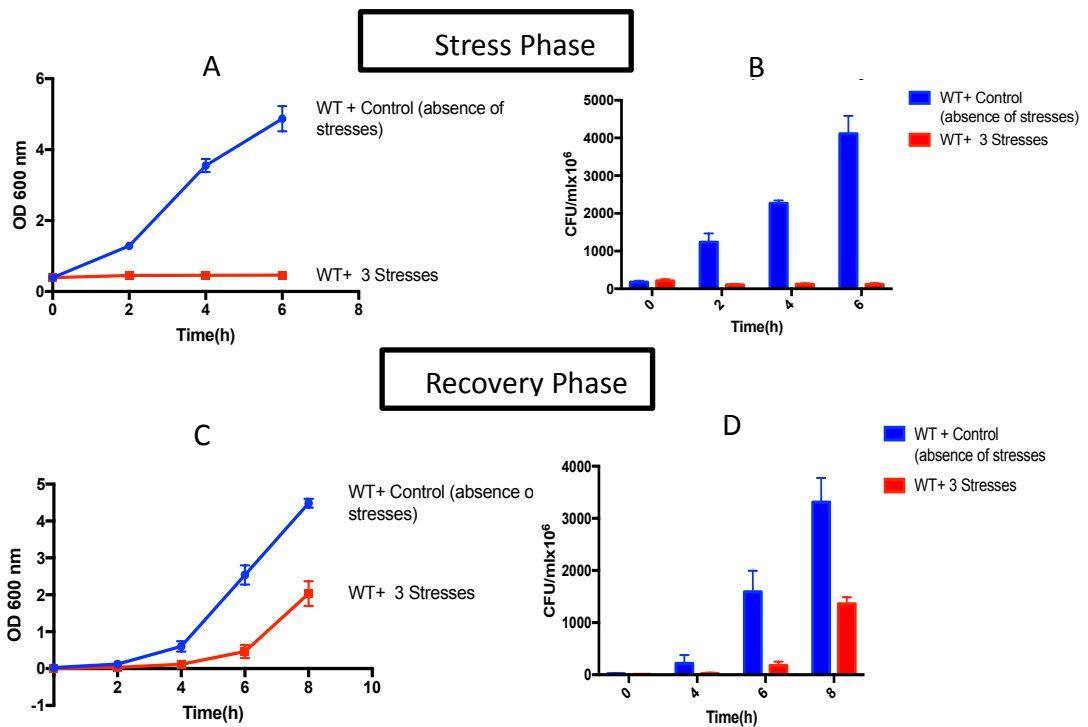 Stress Phase
A
6
4
2
0
OD 600 nm
0 2 4 6 8
Time(h)
WT + Control (absence of
stresses)
WT+ 3 Stresses
B
5000
4000
3000
2000
1000
0
CFU/mlx10⁶
0 2 4 6
Time(h)
WT+ Control
(absence of stresses)
WT+ 3 Stresses
Recovery Phase
C
5
4
3
2
1
0
-1
OD 600 nm
2 4 6 8 10
Time(h)
WT+ Control (absence o
stresses)
WT+ 3 Stresses
D
4000
3000
2000
1000
0
CFU/mlx10⁶
0 4 6 8
Time(h)
WT + Control
(absence of stresses
WT+ 3 Stresses